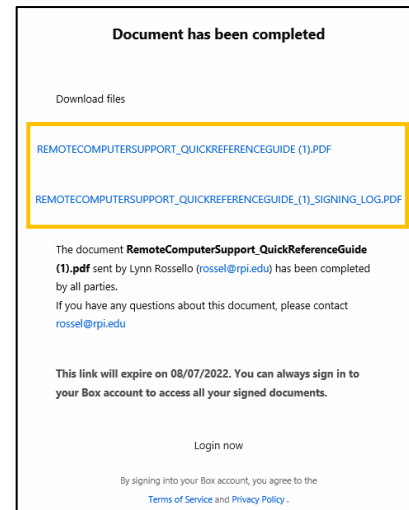 Document has been completed
Download files
REMOTECOMPUTERSUPPORT_QUICKREFERENCEGUIDE (1).PDF
REMOTECOMPUTERSUPPORT_QUICKREFERENCEGUIDE_(1)_SIGNING_LOG.PDF
The document RemoteComputerSupport_QuickReferenceGuide
(1).pdf sent by Lynn Rossello (rossel@rpi.edu) has been completed
by all parties.
If you have any questions about this document, please contact
rossel@rpi.edu
This link will expire on 08/07/2022. You can always sign in to
your Box account to access all your signed documents.
Login now
By signing into your Box account, you agree to the
Terms of Service and Privacy Policy .